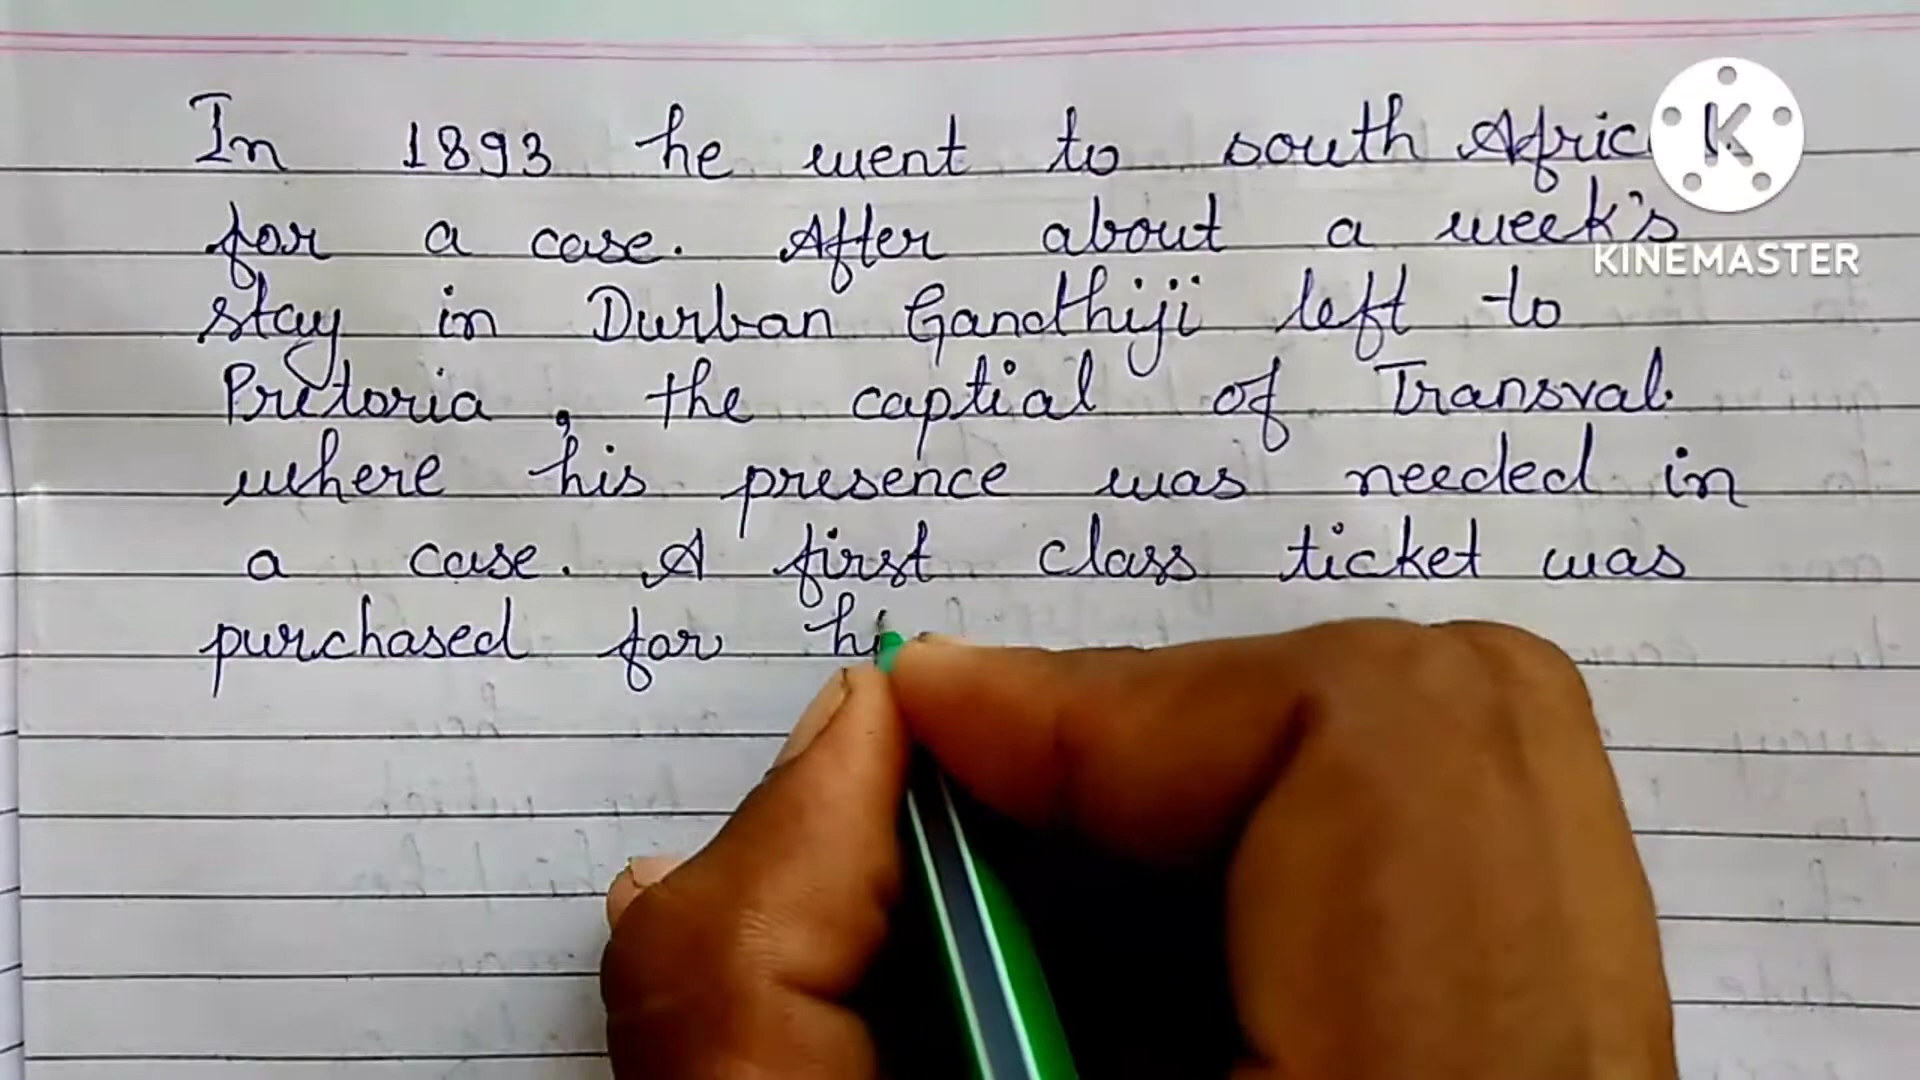 In 1893 he went to south Afric
for a case. After about a week's
stay in Durban Gandhiji left to
Pretoria, the captial of Transval.
where his presence was needed in
a case. A first class ticket was
purchased for hi
K
KINEMASTER